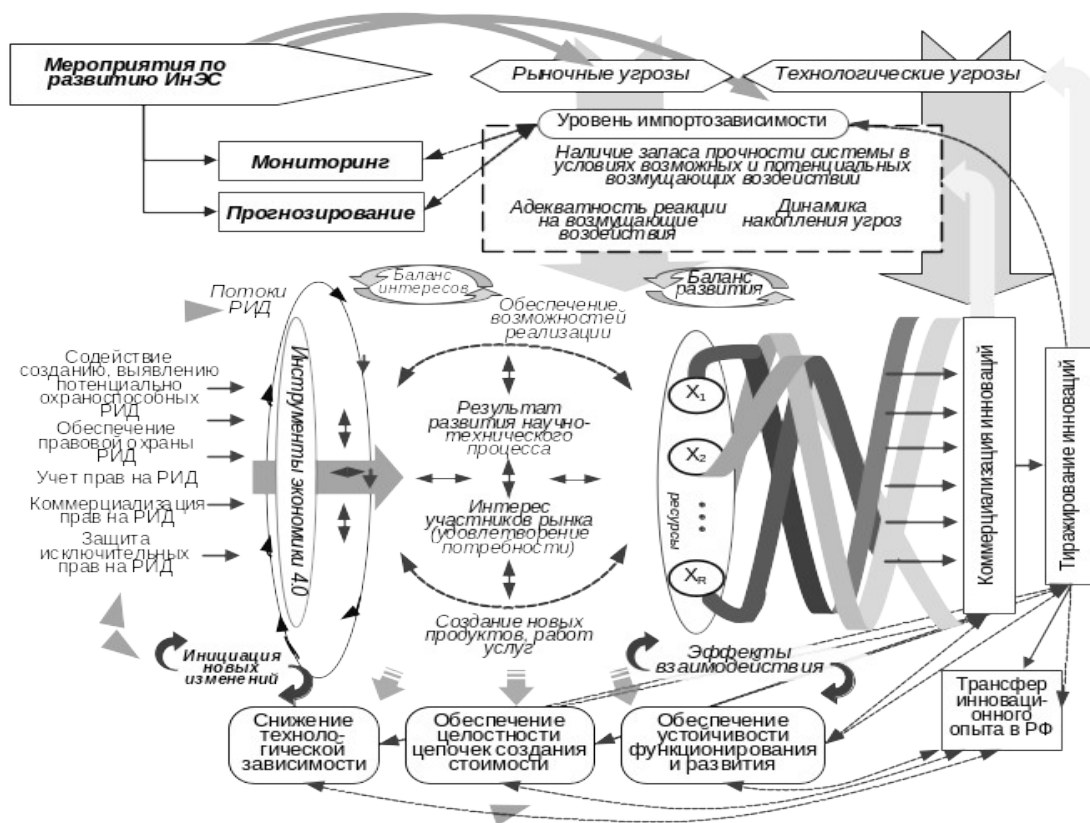 Мероприятия по
развитию ИнЭС
Рыночные угрозы
Технологические угрозы
Уровень импортозависимости
Наличие запаса прочности системы в
условиях возможных и потенциальных
возмущающих воздействий
Адекватность реакции
на возмущающие
воздействия
Динамика
накопления угроз
Мониторинг
Прогнозирование
Баланс
интересов
Баланс
развития
Потоки
РИД
Обеспечение
возможностей
реализации
Содействие
созданию, выявлению
потенциально
охраноспособных
РИД
Обеспечение
правовой охраны
РИД
Учет прав на РИД
Коммерциализация
прав на РИД
Защита
исключительных
прав на РИД
Инструменты экономики 4.0
Результат
развития научно-
технического
процесса
Интерес
участников рынка
(удовлетворение
потребности)
Создание новых
продуктов, работ
услуг
X1
X2
ресурсы
XR
Коммерциализация инноваций
Тиражирование инноваций
Инициация
новых
изменений
Эффекты
взаимодействия
Снижение
техноло-
гической
зависимости
Обеспечение
целостности
цепочек создания
стоимости
Обеспечение
устойчивости
функционирования
и развития
Трансфер
инноваци-
онного
опыта в РФ